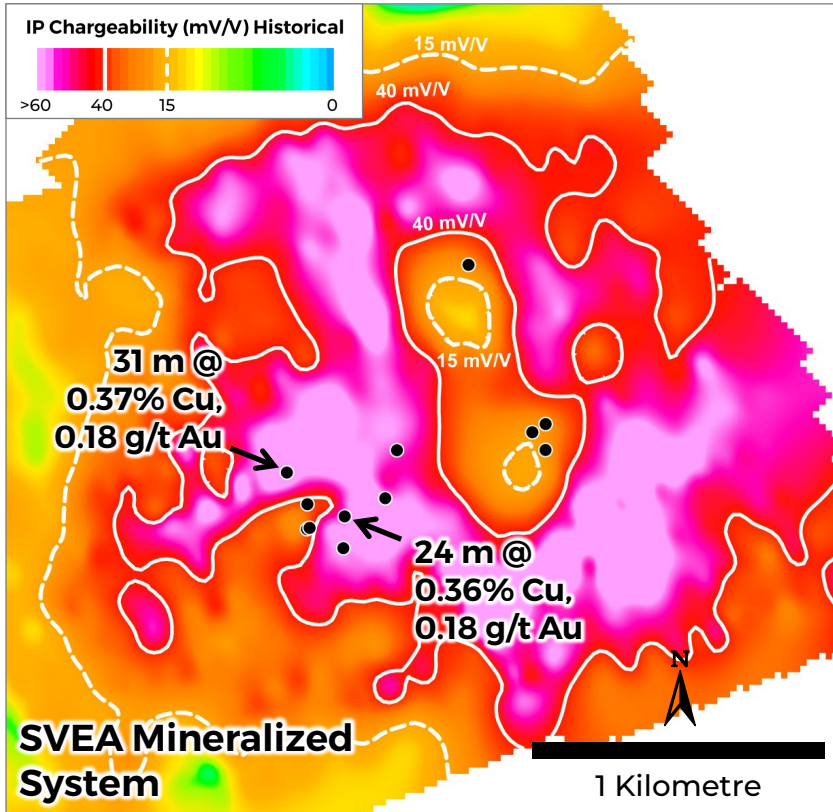 IP Chargeability (mV/V) Historical
>60 40 15 0
15 mV/V
40 mV/V
40 mV/V
15 mV/V
31 m @
0.37% Cu,
0.18 g/t Au
24 m @
0.36% Cu,
0.18 g/t Au
N
SVEA Mineralized
System
1 Kilometre